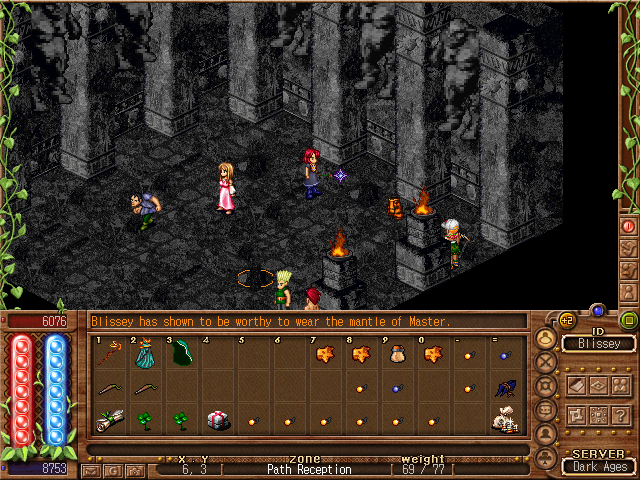 6076
Blissey has shown to be worthy to wear the mantle of Master.
+2
ID
Blissey
1 2 3 4 5 6 7 8 9 0 - =
?
8753
X . Y ZONE weight
6, 3 Path Reception 69 / 77
G
SERVER
Dark Ages